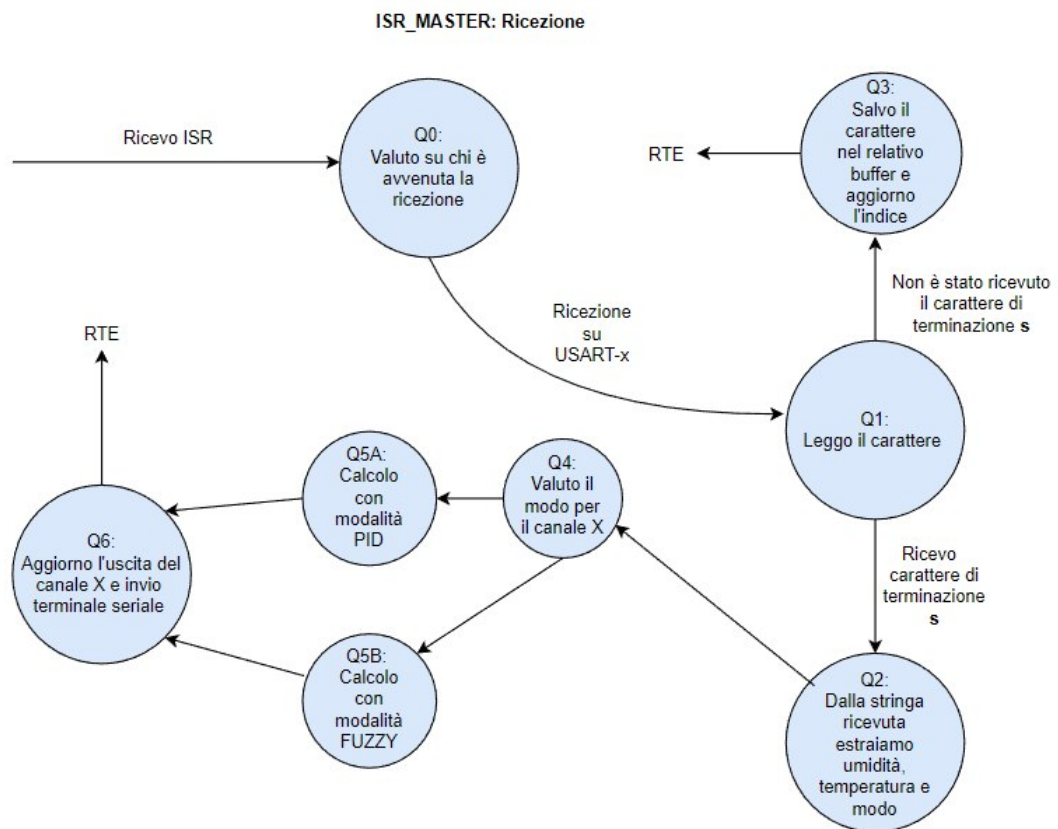 ISR_MASTER: Ricezione
Ricevo ISR
Q0:
Valuto su chi è
avvenuta la
ricezione
Ricezione
su
USART-x
Q1:
Leggo il carattere
Non è stato ricevuto
il carattere di
terminazione s
Q3:
Salvo il
carattere
nel relativo
buffer e
aggiorno
l'indice
RTE
Ricevo
carattere di
terminazione
s
Q2:
Dalla stringa
ricevuta
estraiamo
umidità,
temperatura e
modo
Q4:
Valuto il
modo per
il canale X
Q5A:
Calcolo
con
modalità
PID
Q5B:
Calcolo
con
modalità
FUZZY
Q6:
Aggiorno l'uscita del
canale X e invio
terminale seriale
RTE